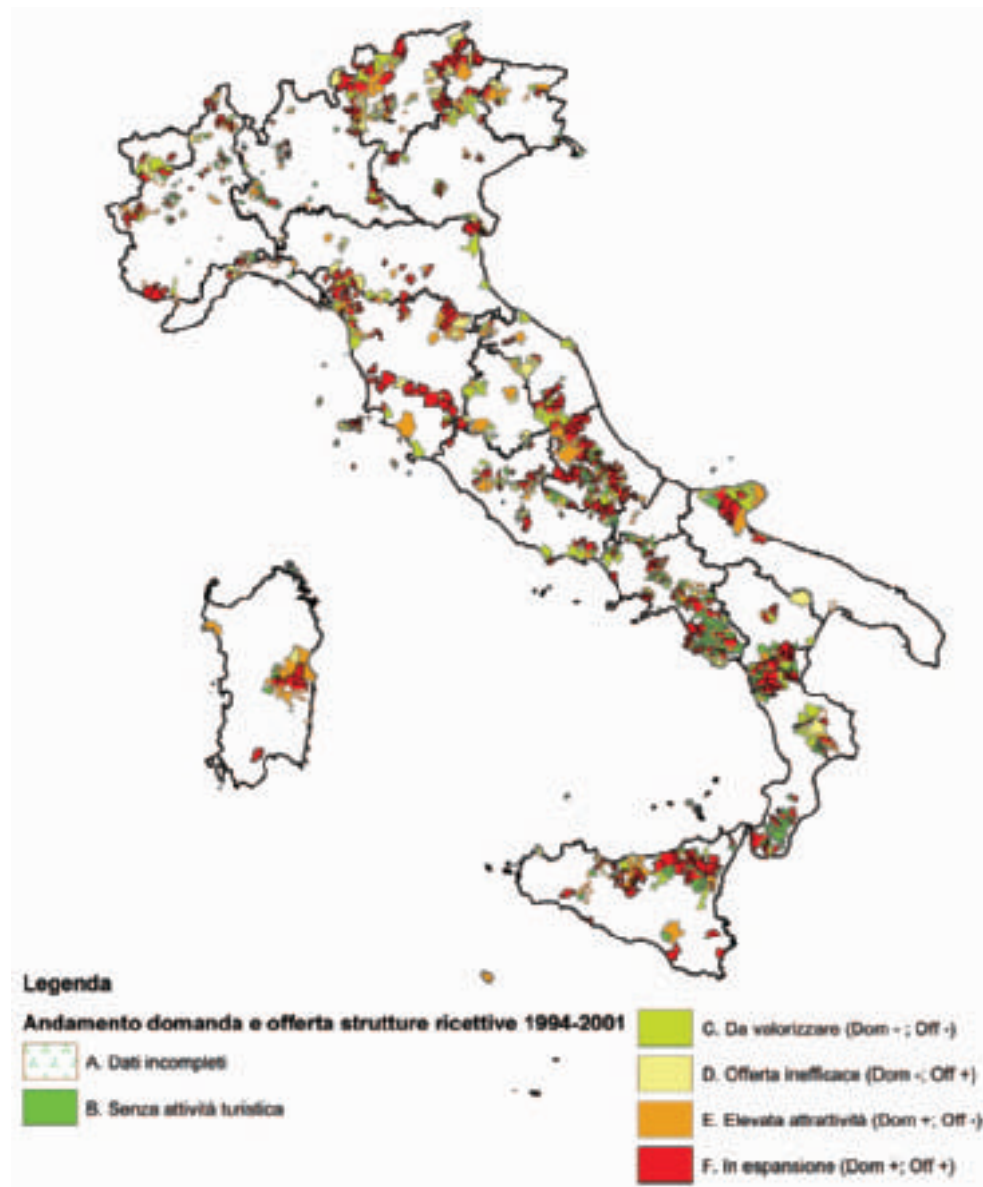 Legenda
Andamento domanda e offerta strutture ricettive 1994-2001
A. Dati incompleti
B. Senza attività turistica
C. Da valorizzare (Dom - ; Off -)
D. Offerta inefficace (Dom -; Off +)
E. Elevata attrattività (Dom +; Off -)
F. In espansione (Dom +; Off +)